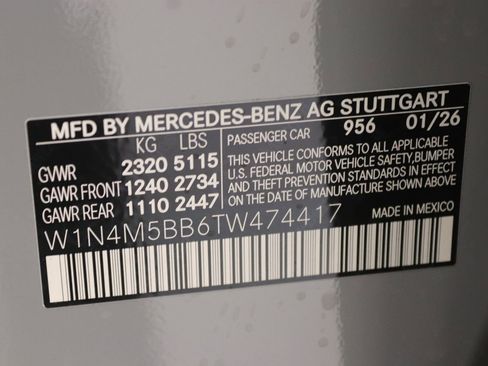 MFD BY MERCEDES-BENZ AG STUTTGART
KG LBS PASSENGER CAR 956 01/26
GVWR 2320 5115
GAWR FRONT 1240 2734
GAWR REAR 1110 2447
THIS VEHICLE CONFORMS TO ALL APPLICABLE
U.S. FEDERAL MOTOR VEHICLE SAFETY, BUMPER
AND THEFT PREVENTION STANDARDS IN EFFECT
ON THE DATE OF MANUFACTURE SHOWN ABOVE
W1N4M5BB6TW474417 MADE IN MEXICO